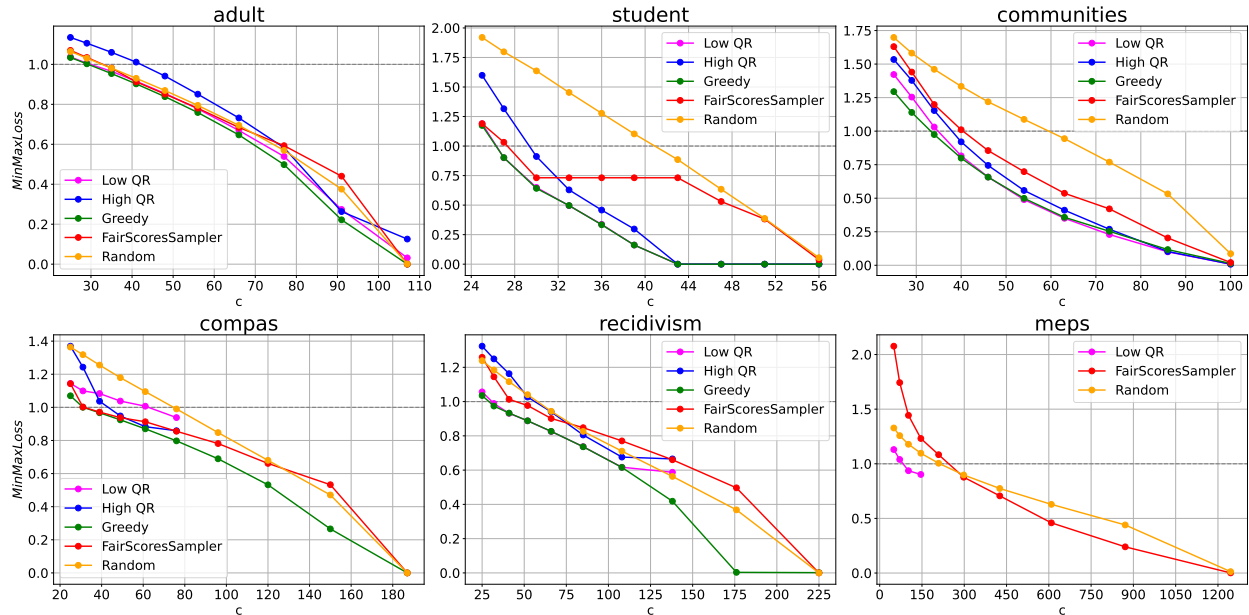 adult
student
communities
MinMaxLoss
1.0
0.8
0.6
0.4
0.2
0.0
30 40 50 60 70 80 90 100 110
c
Low QR
High QR
Greedy
FairScoresSampler
Random
2.00
1.75
1.50
1.25
1.00
0.75
0.50
0.25
0.00
24 28 32 36 40 44 48 52 56
c
Low QR
High QR
Greedy
FairScoresSampler
Random
1.75
1.50
1.25
1.00
0.75
0.50
0.25
0.00
30 40 50 60 70 80 90 100
c
Low QR
High QR
Greedy
FairScoresSampler
Random
compas
recidivism
meps
MinMaxLoss
1.4
1.2
1.0
0.8
0.6
0.4
0.2
0.0
20 40 60 80 100 120 140 160 180
c
Low QR
High QR
Greedy
FairScoresSampler
Random
1.2
1.0
0.8
0.6
0.4
0.2
0.0
25 50 75 100 125 150 175 200 225
c
Low QR
High QR
Greedy
FairScoresSampler
Random
2.0
1.5
1.0
0.5
0.0
0 150 300 450 600 750 900 1050 1200
c
Low QR
FairScoresSampler
Random